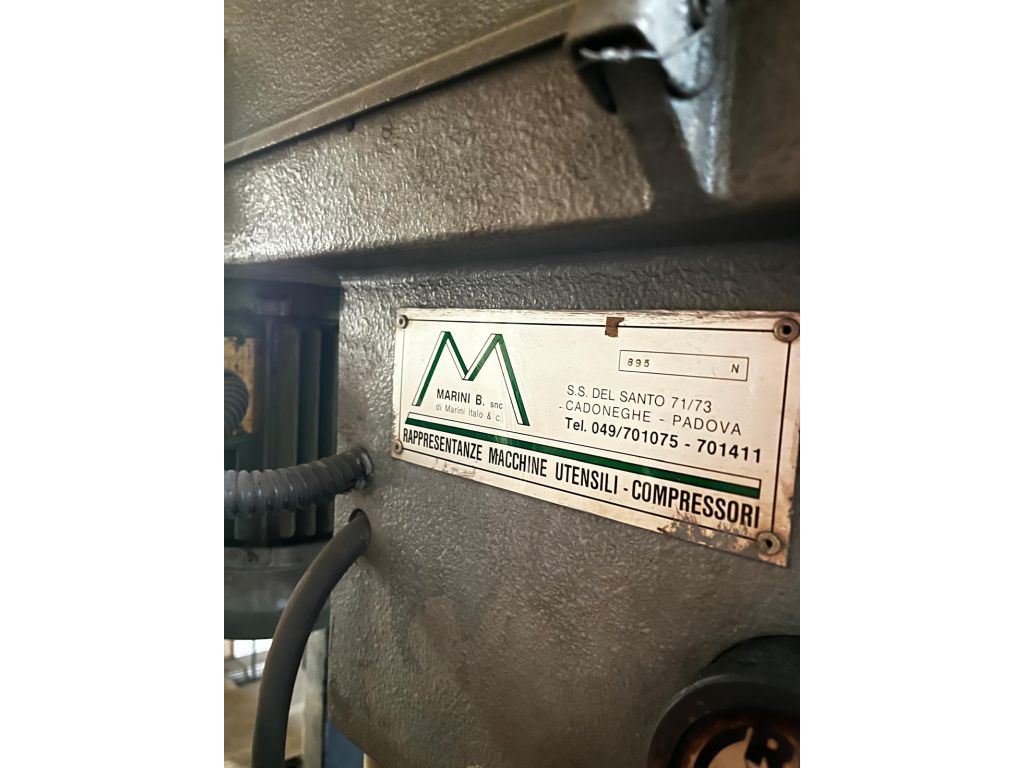 M
895 N
MARINI B. snc
di Marini Italo & c.
S.S. DEL SANTO 71/73
CADONEGHE - PADOVA
Tel. 049/701075 - 701411
RAPPRESENTANZE MACCHINE UTENSILI - COMPRESSORI
R